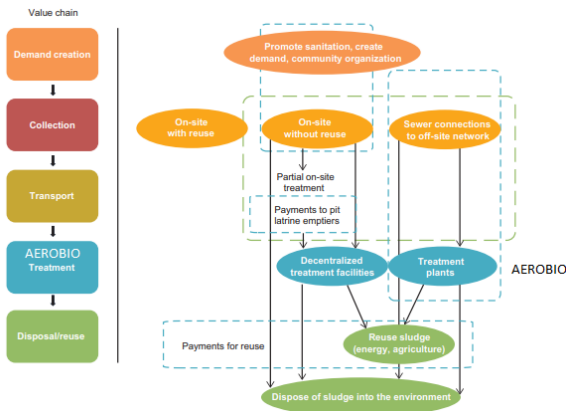 Value chain
Demand creation
Collection
Transport
AEROBIO
Treatment
Disposal/reuse
Promote sanitation, create
demand, community organization
On-site
with reuse
On-site
without reuse
Sewer connections
to off-site network
Partial on-site
treatment
Payments to pit
latrine emptiers
Decentralized
treatment facilities
Treatment
plants
AEROBIO
Payments for reuse
Reuse sludge
(energy, agriculture)
Dispose of sludge into the environment